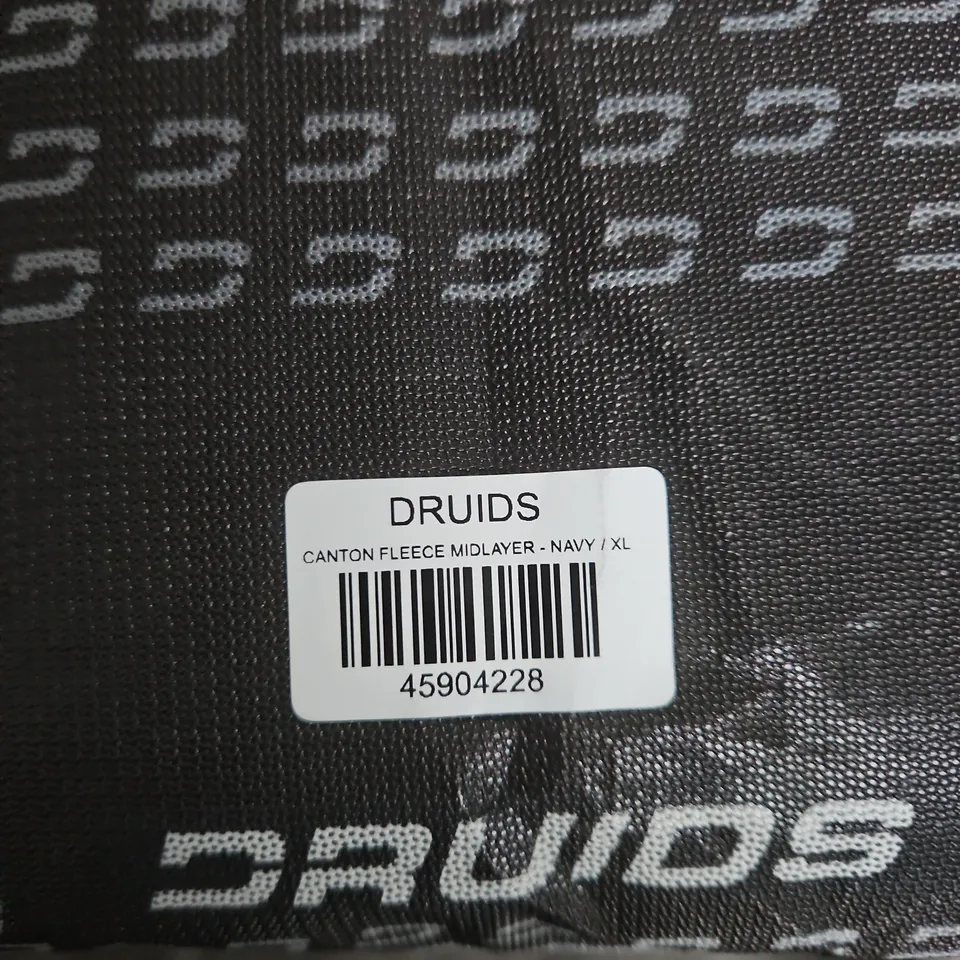 DRUIDS
CANTON FLEECE MIDLAYER - NAVY / XL
45904228
DRUIDS